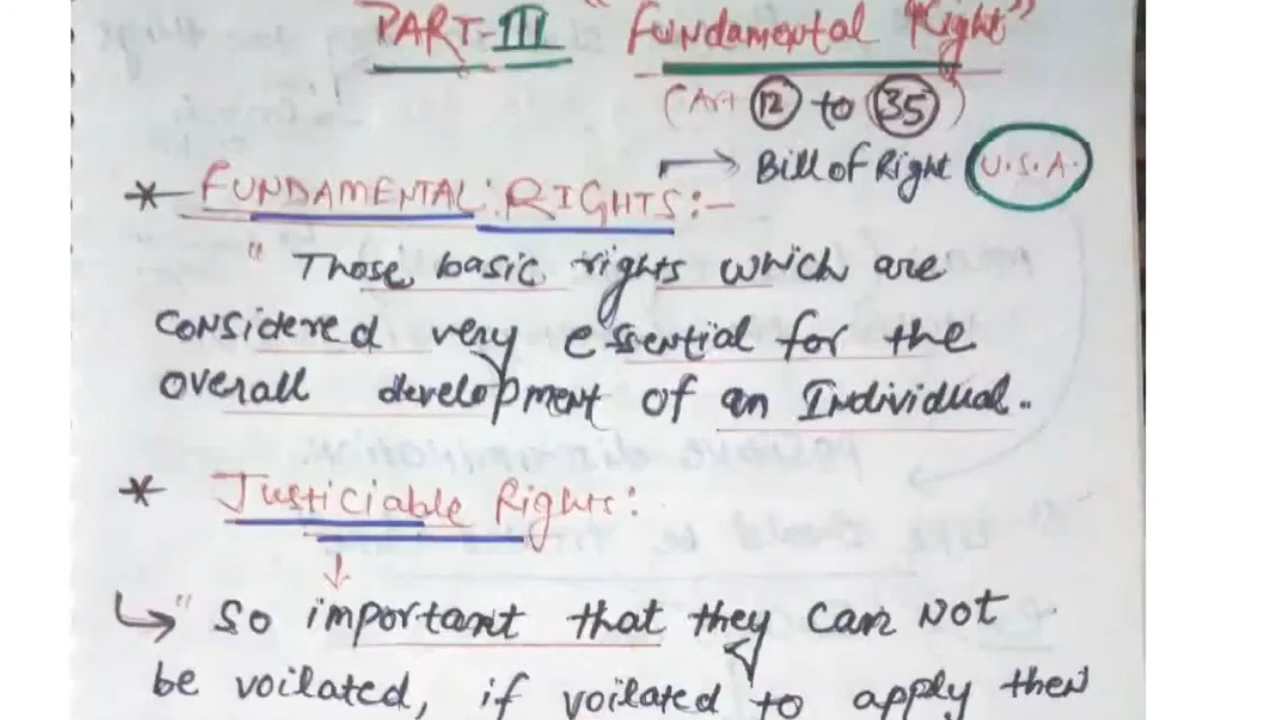 PART-III "Fundamental Right"
(Art 12 to 35)
→ Bill of Right U.S.A.
* FUNDAMENTAL RIGHTS:-
" Those basic rights which are
considered very essential for the
overall development of an Individual..
* Justiciable Rights:
" So important that they can not
be voilated, if voilated to apply then